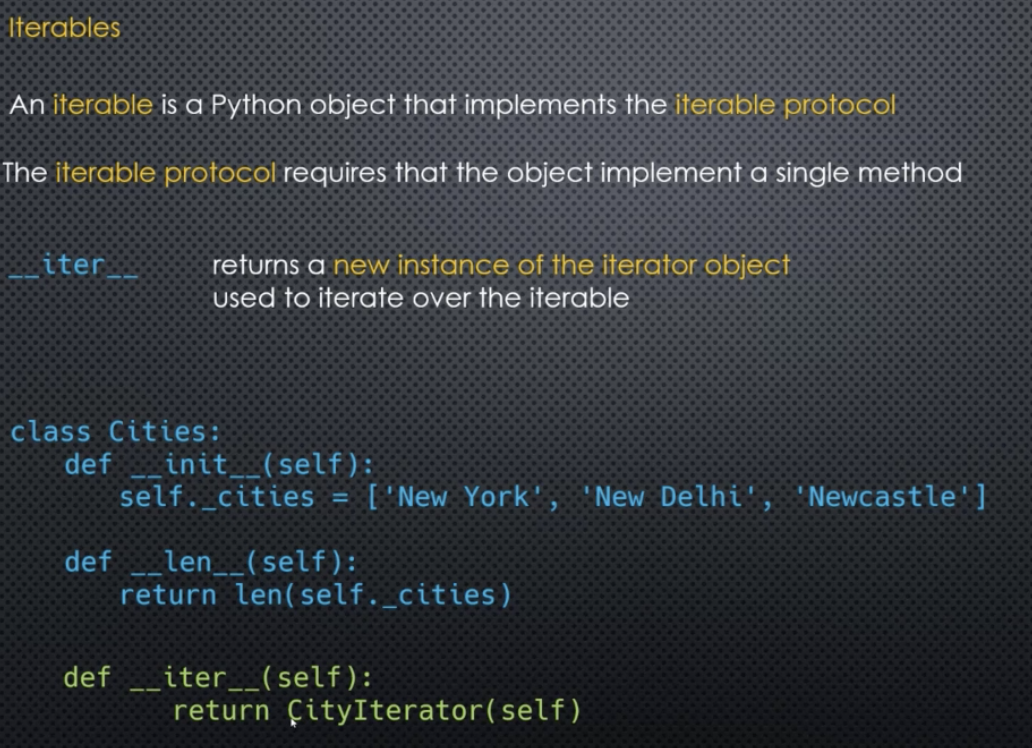 Iterables
An iterable is a Python object that implements the iterable protocol
The iterable protocol requires that the object implement a single method
__iter__ returns a new instance of the iterator object
used to iterate over the iterable
class Cities:
def __init__(self):
self._cities = ['New York', 'New Delhi', 'Newcastle']
def __len__(self):
return len(self._cities)
def __iter__(self):
return CityIterator(self)